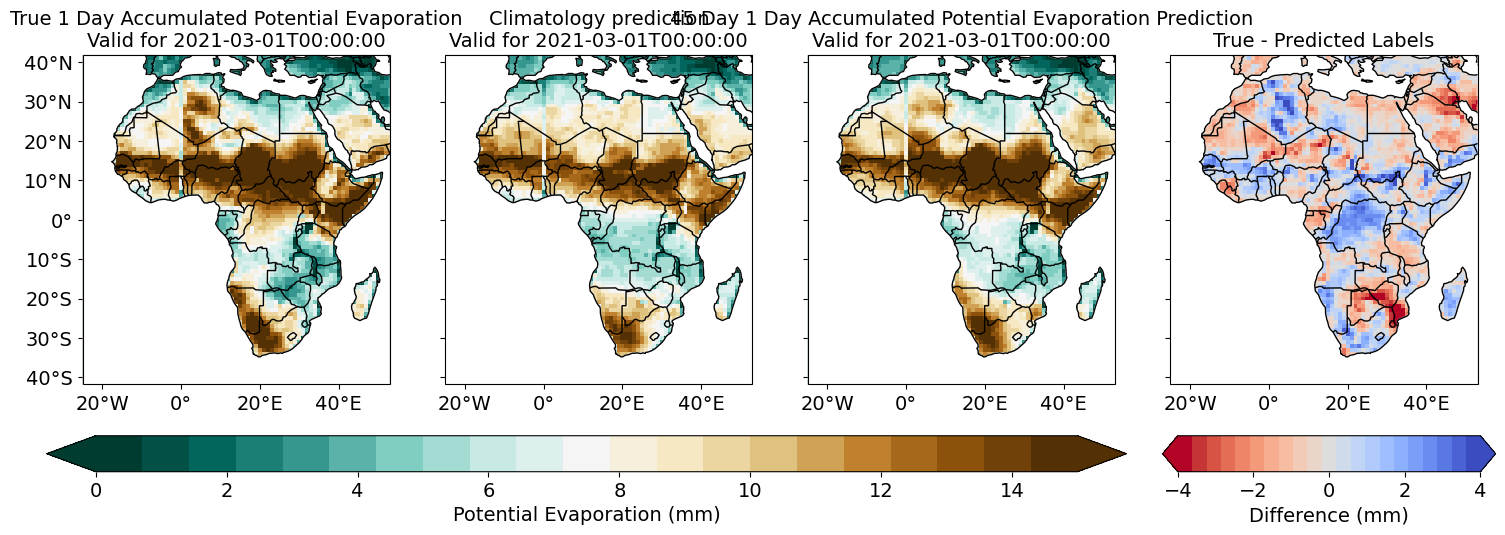 True 1 Day Accumulated Potential Evaporation
Valid for 2021-03-01T00:00:00
Climatology prediction
Valid for 2021-03-01T00:00:00
45 Day 1 Day Accumulated Potential Evaporation Prediction
Valid for 2021-03-01T00:00:00
True - Predicted Labels
40°N
30°N
20°N
10°N
0°
10°S
20°S
30°S
40°S
20°W 0° 20°E 40°E
20°W 0° 20°E 40°E
20°W 0° 20°E 40°E
20°W 0° 20°E 40°E
0 2 4 6 8 10 12 14
Potential Evaporation (mm)
−4 −2 0 2 4
Difference (mm)